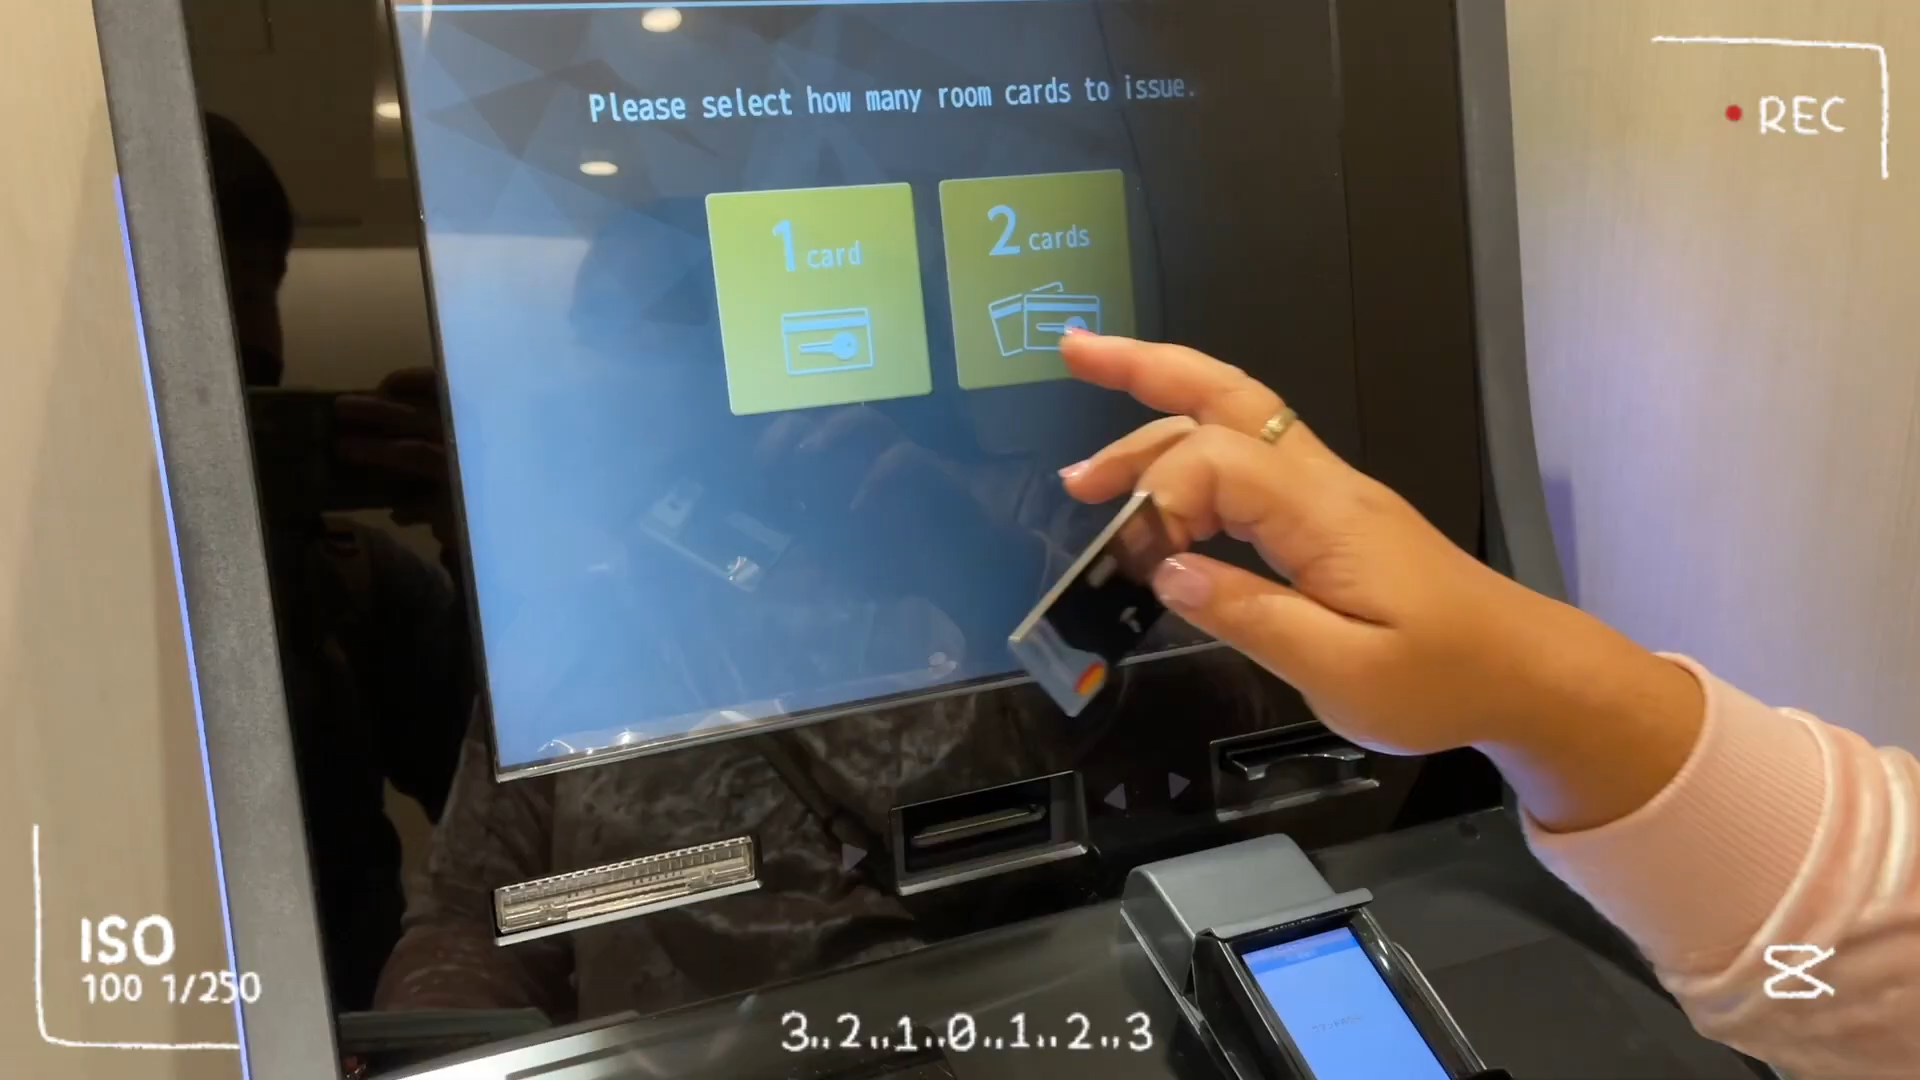 Please select how many room cards to issue.
1 card
2 cards
REC
ISO
100 1/250
3..2..1..0..1..2..3